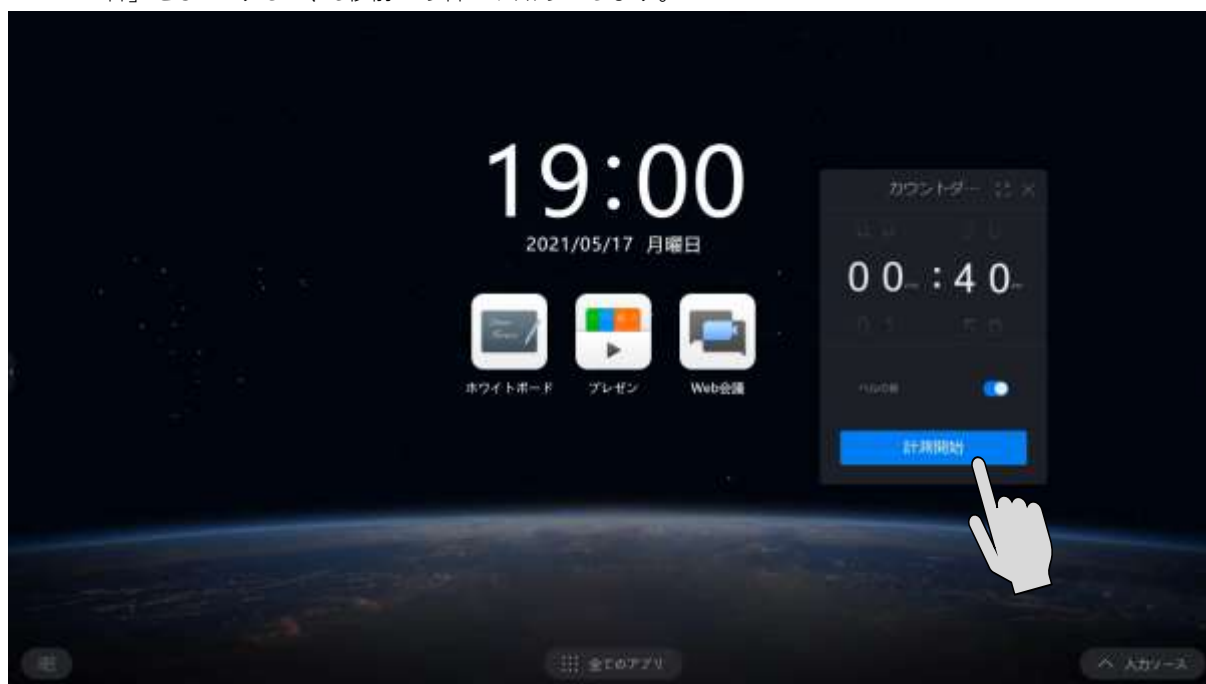 19:00
2021/05/17 月曜日
カウントダー…
00 : 40
ホワイトボード
プレゼン
Web会議
計測開始
全てのアプリ
入力ソース